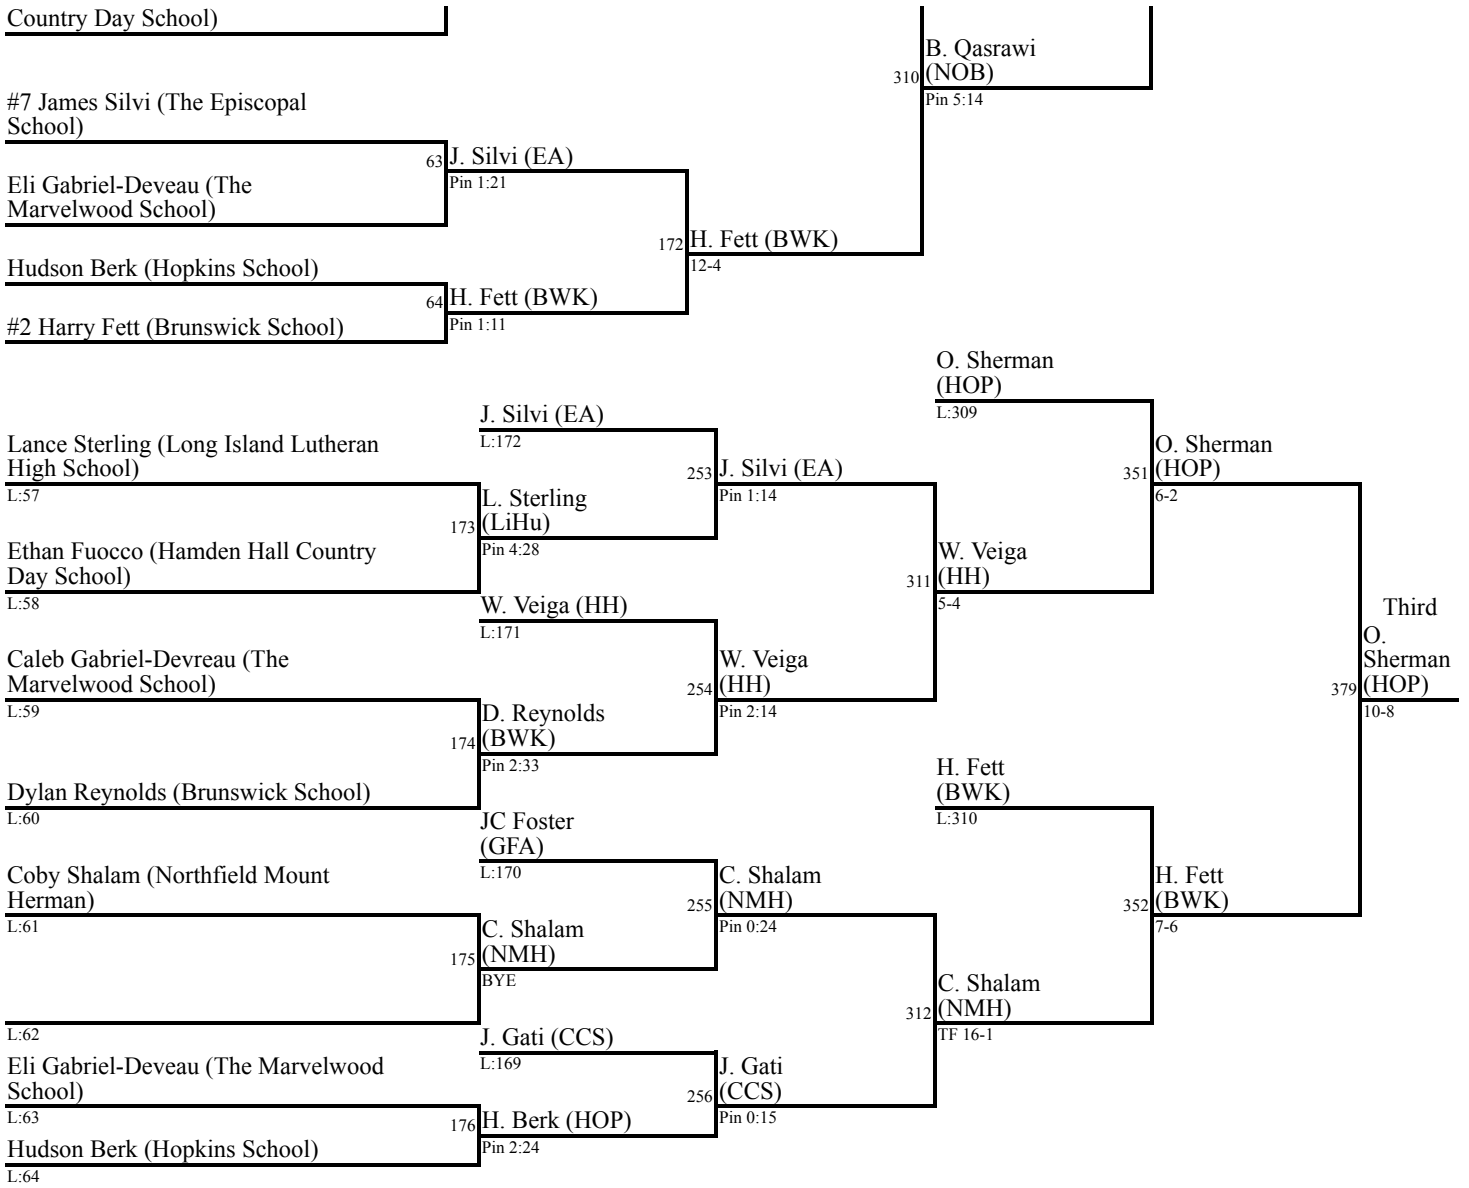 Country Day School)
B. Qasrawi
310
(NOB)
Pin 5:14
#7 James Silvi (The Episcopal
School)
63
J. Silvi (EA)
Pin 1:21
Eli Gabriel-Deveau (The
Marvelwood School)
172
H. Fett (BWK)
12-4
Hudson Berk (Hopkins School)
64
H. Fett (BWK)
Pin 1:11
#2 Harry Fett (Brunswick School)
O. Sherman
(HOP)
L:309
J. Silvi (EA)
L:172
Lance Sterling (Long Island Lutheran
High School)
L:57
253
J. Silvi (EA)
Pin 1:14
351
O. Sherman
(HOP)
6-2
L. Sterling
173
(LiHu)
Pin 4:28
Ethan Fuocco (Hamden Hall Country
Day School)
L:58
W. Veiga
311
(HH)
5-4
W. Veiga (HH)
L:171
Third
O.
Sherman
379
(HOP)
10-8
Caleb Gabriel-Devreau (The
Marvelwood School)
L:59
W. Veiga
254
(HH)
Pin 2:14
D. Reynolds
174
(BWK)
Pin 2:33
Dylan Reynolds (Brunswick School)
L:60
H. Fett
(BWK)
L:310
JC Foster
(GFA)
L:170
Coby Shalam (Northfield Mount
Herman)
L:61
C. Shalam
255
(NMH)
Pin 0:24
H. Fett
352
(BWK)
7-6
C. Shalam
175
(NMH)
BYE
L:62
C. Shalam
312
(NMH)
TF 16-1
J. Gati (CCS)
L:169
Eli Gabriel-Deveau (The Marvelwood
School)
L:63
J. Gati
256
(CCS)
Pin 0:15
176
H. Berk (HOP)
Pin 2:24
Hudson Berk (Hopkins School)
L:64